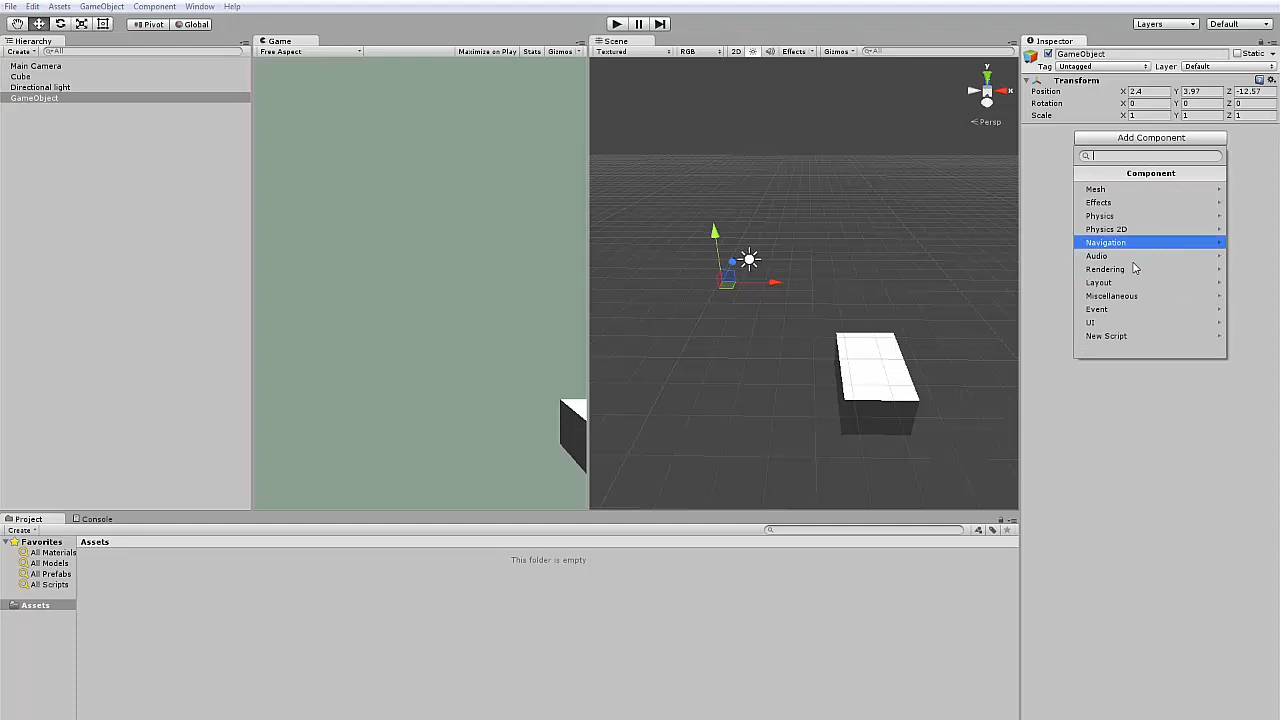 File Edit Assets GameObject Component Window Help
Pivot Global Layers Default
Hierarchy
Create All
Main Camera
Cube
Directional light
GameObject
Game
Free Aspect Maximize on Play Stats Gizmos
Scene
Textured RGB 2D Effects Gizmos All
y
x
Persp
Inspector
GameObject Static
Tag Untagged Layer Default
Transform
Position X 2.4 Y 3.97 Z -12.57
Rotation X 0 Y 0 Z 0
Scale X 1 Y 1 Z 1
Add Component
Component
Mesh
Effects
Physics
Physics 2D
Navigation
Audio
Rendering
Layout
Miscellaneous
Event
UI
New Script
Project Console
Create
Favorites
All Materials
All Models
All Prefabs
All Scripts
Assets
Assets
This folder is empty